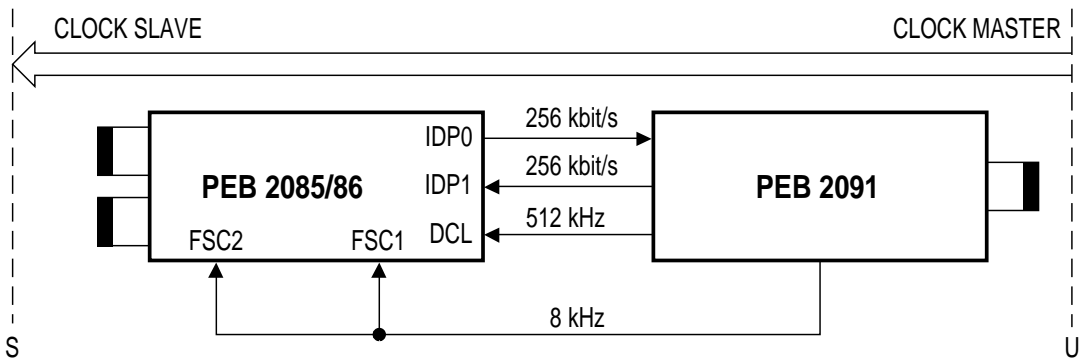 CLOCK SLAVE
CLOCK MASTER
IDP0
256 kbit/s
PEB 2085/86
IDP1
256 kbit/s
PEB 2091
FSC2
FSC1
DCL
512 kHz
8 kHz
S
U